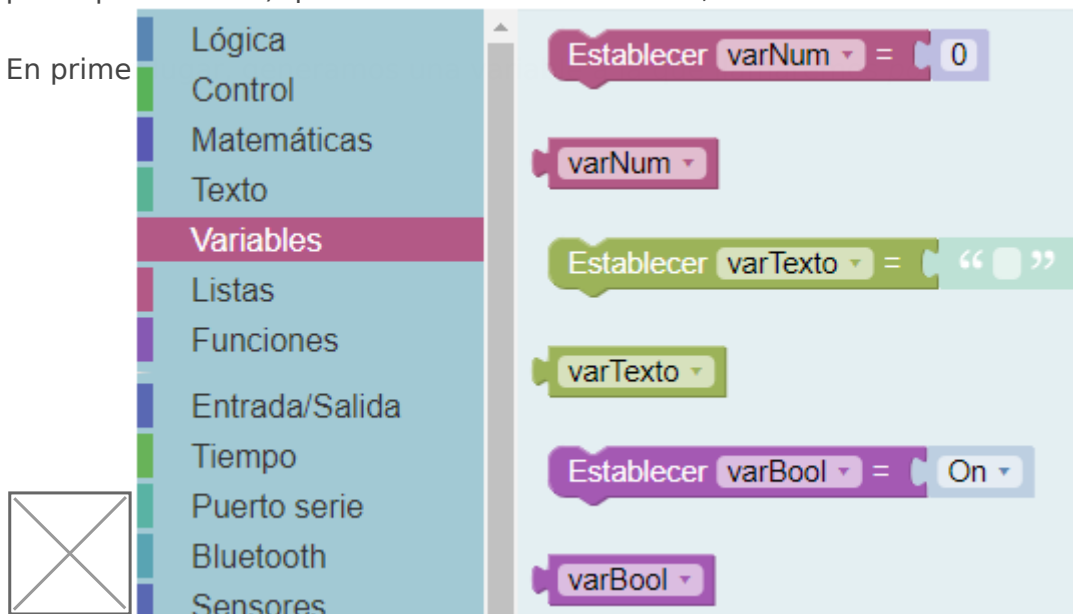 En prime
Lógica
Control
Matemáticas
Texto
Variables
Listas
Funciones
Entrada/Salida
Tiempo
Puerto serie
Bluetooth
Sensores
Establecer varNum = 0
varNum
Establecer varTexto = “ ”
varTexto
Establecer varBool = On
varBool